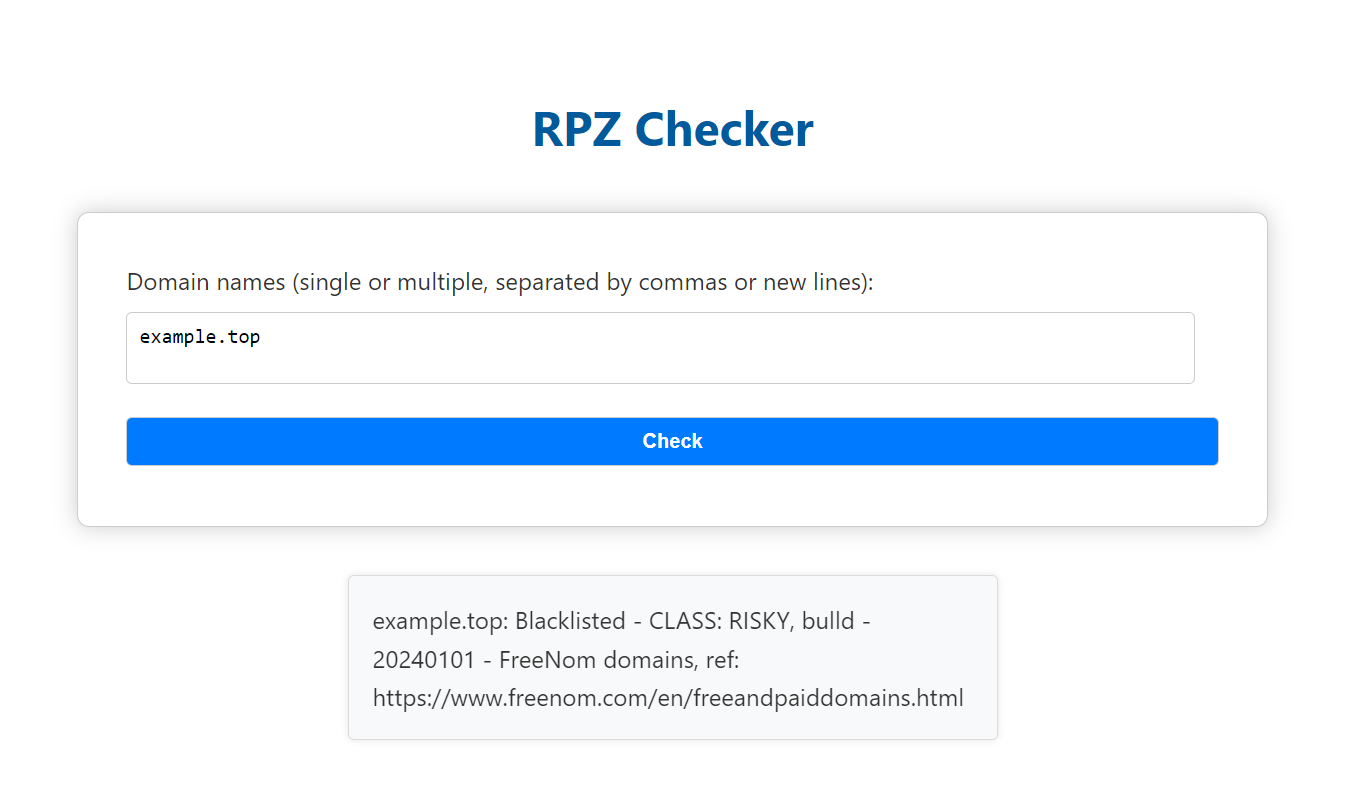 RPZ Checker
Domain names (single or multiple, separated by commas or new lines):
example.top
Check
example.top: Blacklisted - CLASS: RISKY, bulld -
20240101 - FreeNom domains, ref:
https://www.freenom.com/en/freeandpaiddomains.html